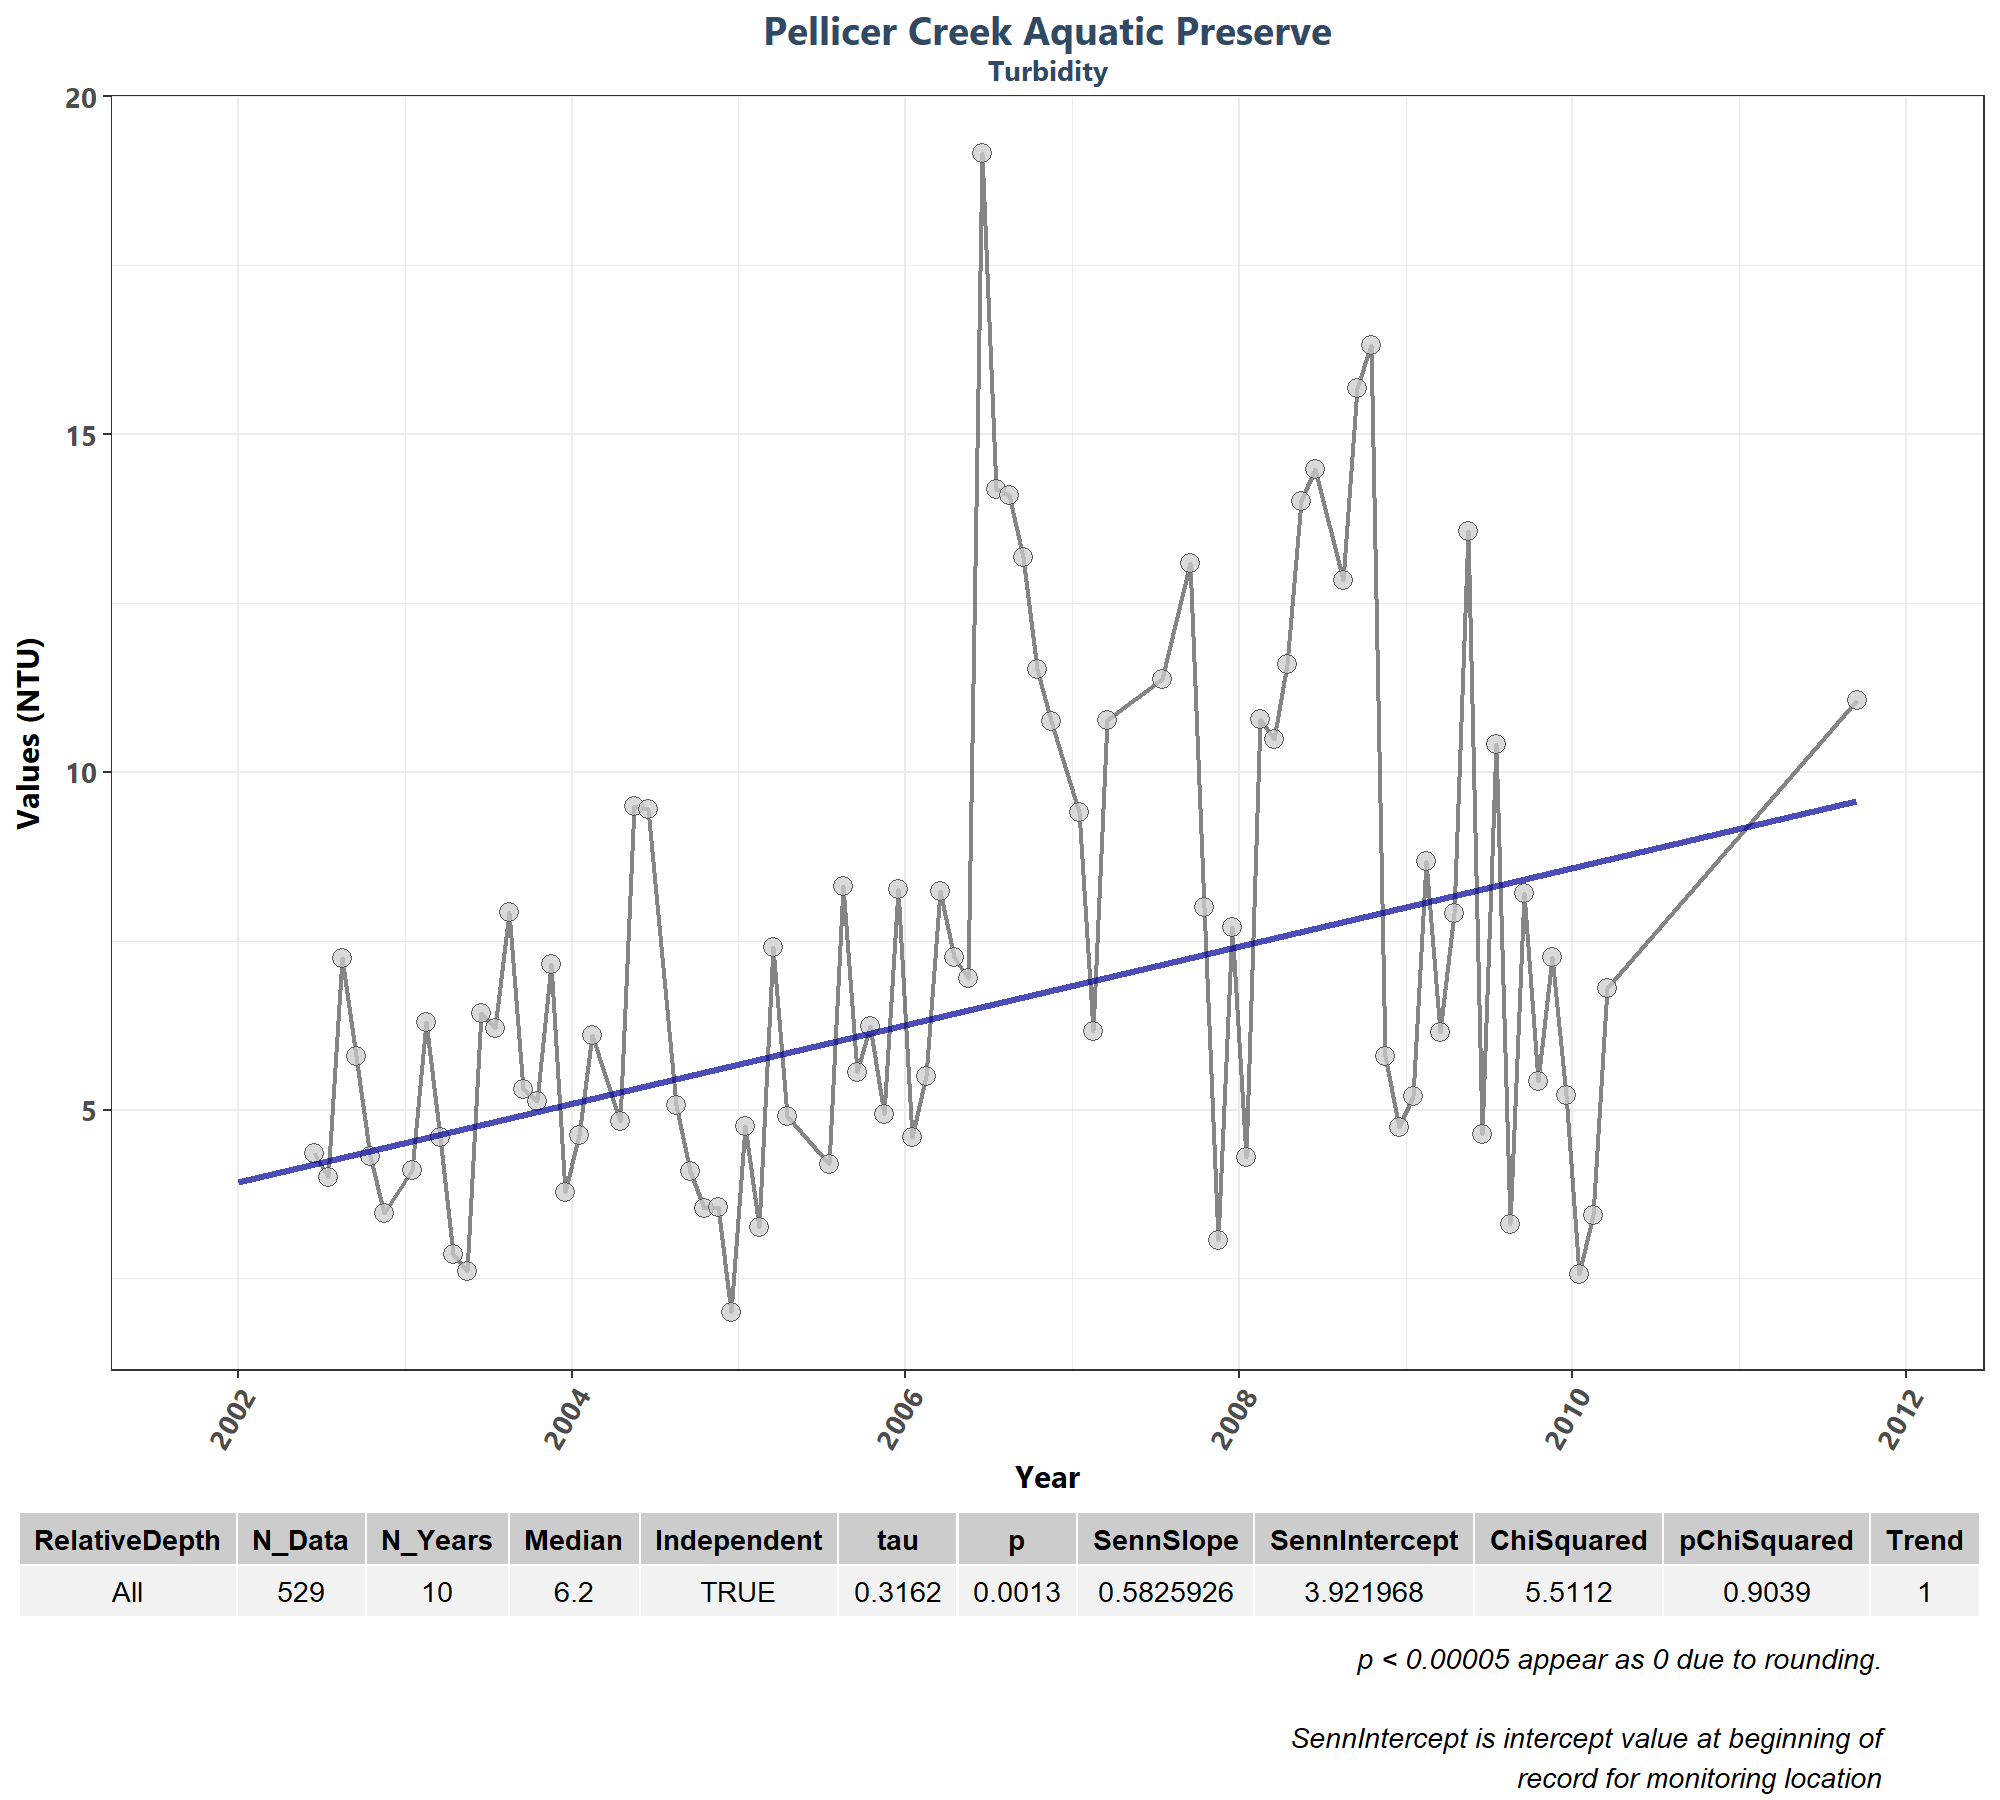 Pellicer Creek Aquatic Preserve
Turbidity
20
15
10
5
Values (NTU)
2002 2004 2006 2008 2010 2012
Year
RelativeDepth N_Data N_Years Median Independent tau p SennSlope SennIntercept ChiSquared pChiSquared Trend
All 529 10 6.2 TRUE 0.3162 0.0013 0.5825926 3.921968 5.5112 0.9039 1
p < 0.00005 appear as 0 due to rounding.
SennIntercept is intercept value at beginning of
record for monitoring location